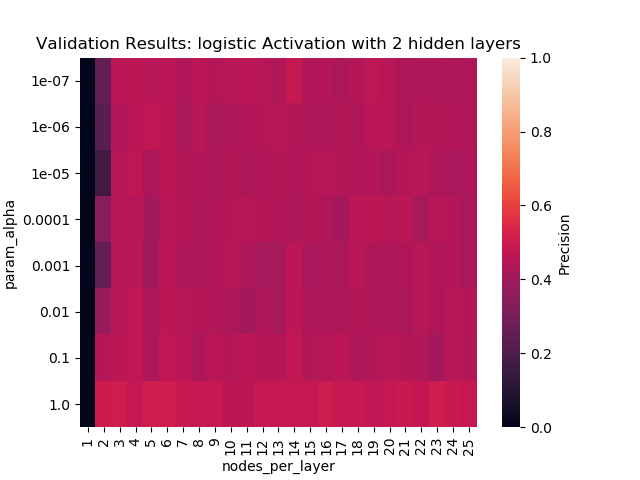 Validation Results: logistic Activation with 2 hidden layers
param_alpha
1e-07
1e-06
1e-05
0.0001
0.001
0.01
0.1
1.0
1 2 3 4 5 6 7 8 9 10 11 12 13 14 15 16 17 18 19 20 21 22 23 24 25
nodes_per_layer
1.0
0.8
0.6
0.4
0.2
0.0
Precision